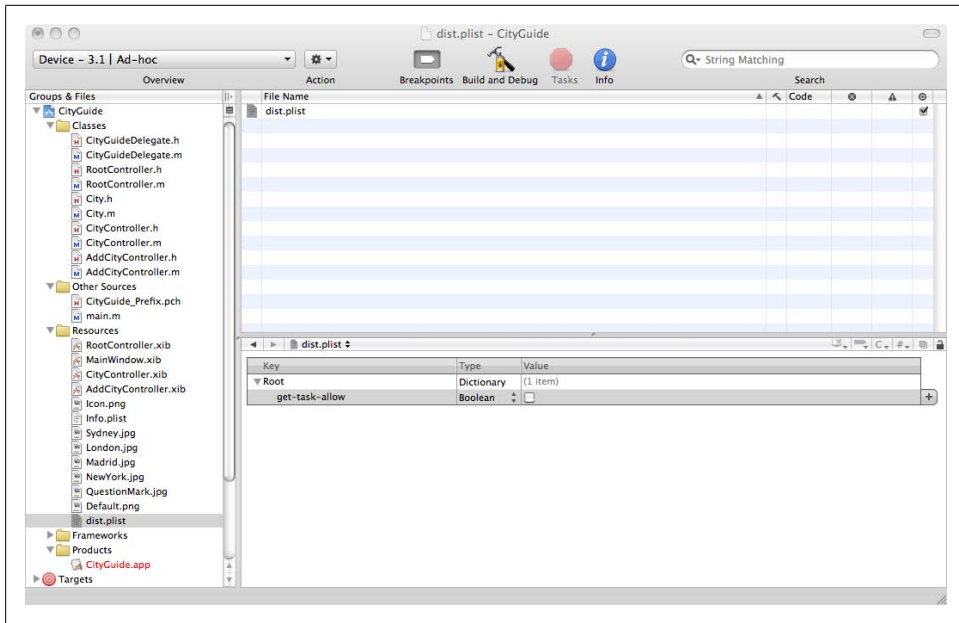 dist.plist - CityGuide
Device - 3.1 | Ad-hoc
String Matching
Overview
Action
Breakpoints
Build and Debug
Tasks
Info
Search
Groups & Files
File Name
Code
CityGuide
dist.plist
Classes
CityGuideDelegate.h
CityGuideDelegate.m
RootController.h
RootController.m
City.h
City.m
CityController.h
CityController.m
AddCityController.h
AddCityController.m
Other Sources
CityGuide_Prefix.pch
main.m
Resources
RootController.xib
MainWindow.xib
CityController.xib
AddCityController.xib
Icon.png
Info.plist
Sydney.jpg
London.jpg
Madrid.jpg
NewYork.jpg
QuestionMark.jpg
Default.png
dist.plist
Frameworks
Products
CityGuide.app
Targets
dist.plist
C
#
Key Type Value
Root Dictionary (1 item)
get-task-allow Boolean